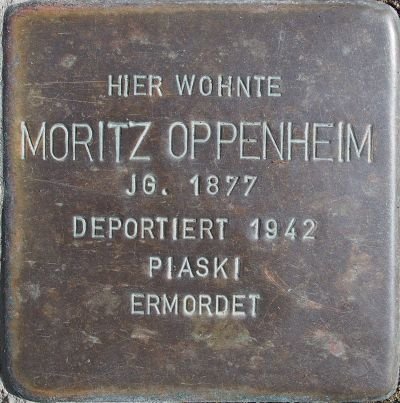 HIER WOHNTE
MORITZ OPPENHEIM
JG. 1877
DEPORTIERT 1942
PIASKI
ERMORDET